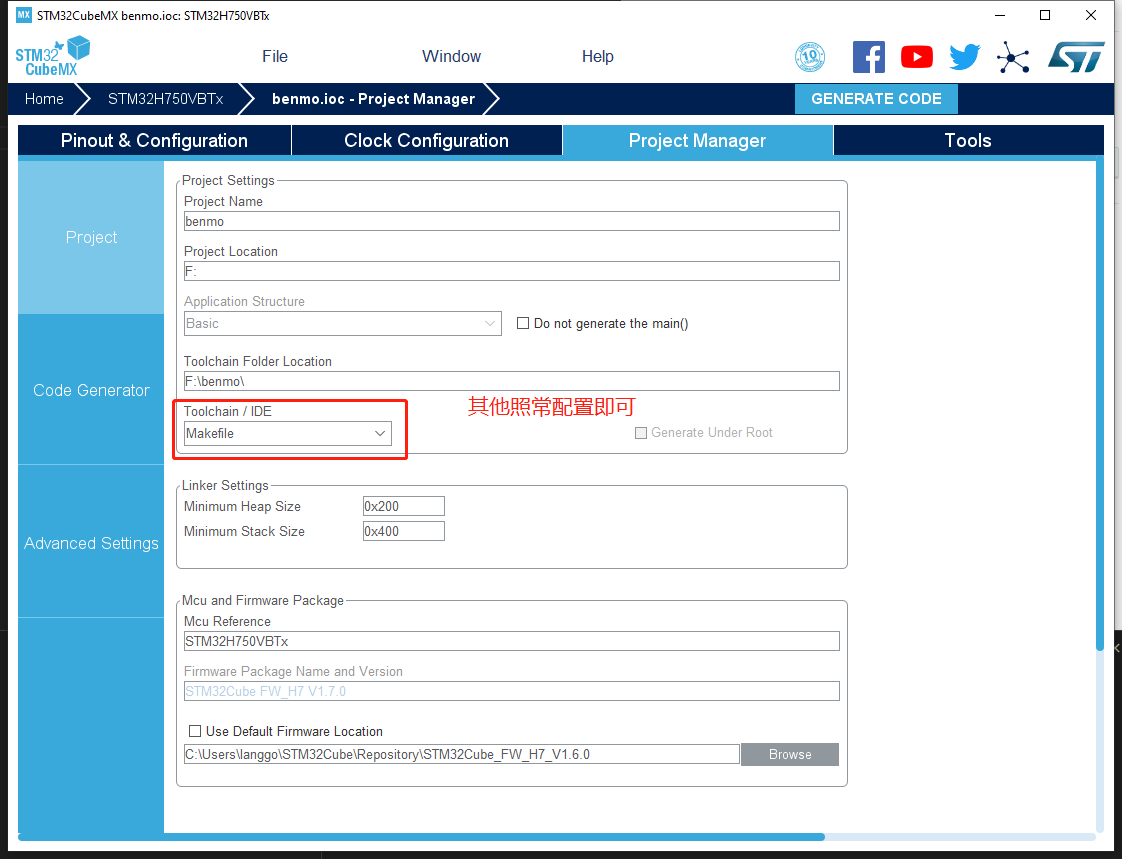 MX STM32CubeMX benmo.ioc: STM32H750VBTx
STM32
CubeMX
File
Window
Help
10
ST
Home
STM32H750VBTx
benmo.ioc - Project Manager
GENERATE CODE
Pinout & Configuration
Clock Configuration
Project Manager
Tools
Project
Code Generator
Advanced Settings
Project Settings
Project Name
benmo
Project Location
F:
Application Structure
Basic
Do not generate the main()
Toolchain Folder Location
F:\benmo\
Toolchain / IDE
其他照常配置即可
Makefile
Generate Under Root
Linker Settings
Minimum Heap Size
0x200
Minimum Stack Size
0x400
Mcu and Firmware Package
Mcu Reference
STM32H750VBTx
Firmware Package Name and Version
STM32Cube FW_H7 V1.7.0
Use Default Firmware Location
C:\Users\langgo\STM32Cube\Repository\STM32Cube_FW_H7_V1.6.0
Browse